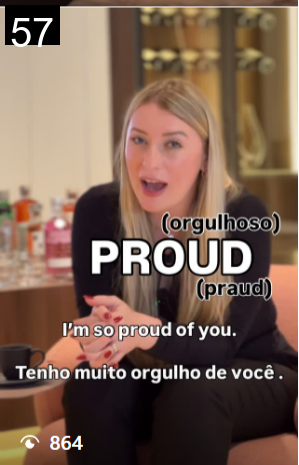 57
(orgulhoso)
PROUD
(praud)
I'm so proud of you.
Tenho muito orgulho de você .
864